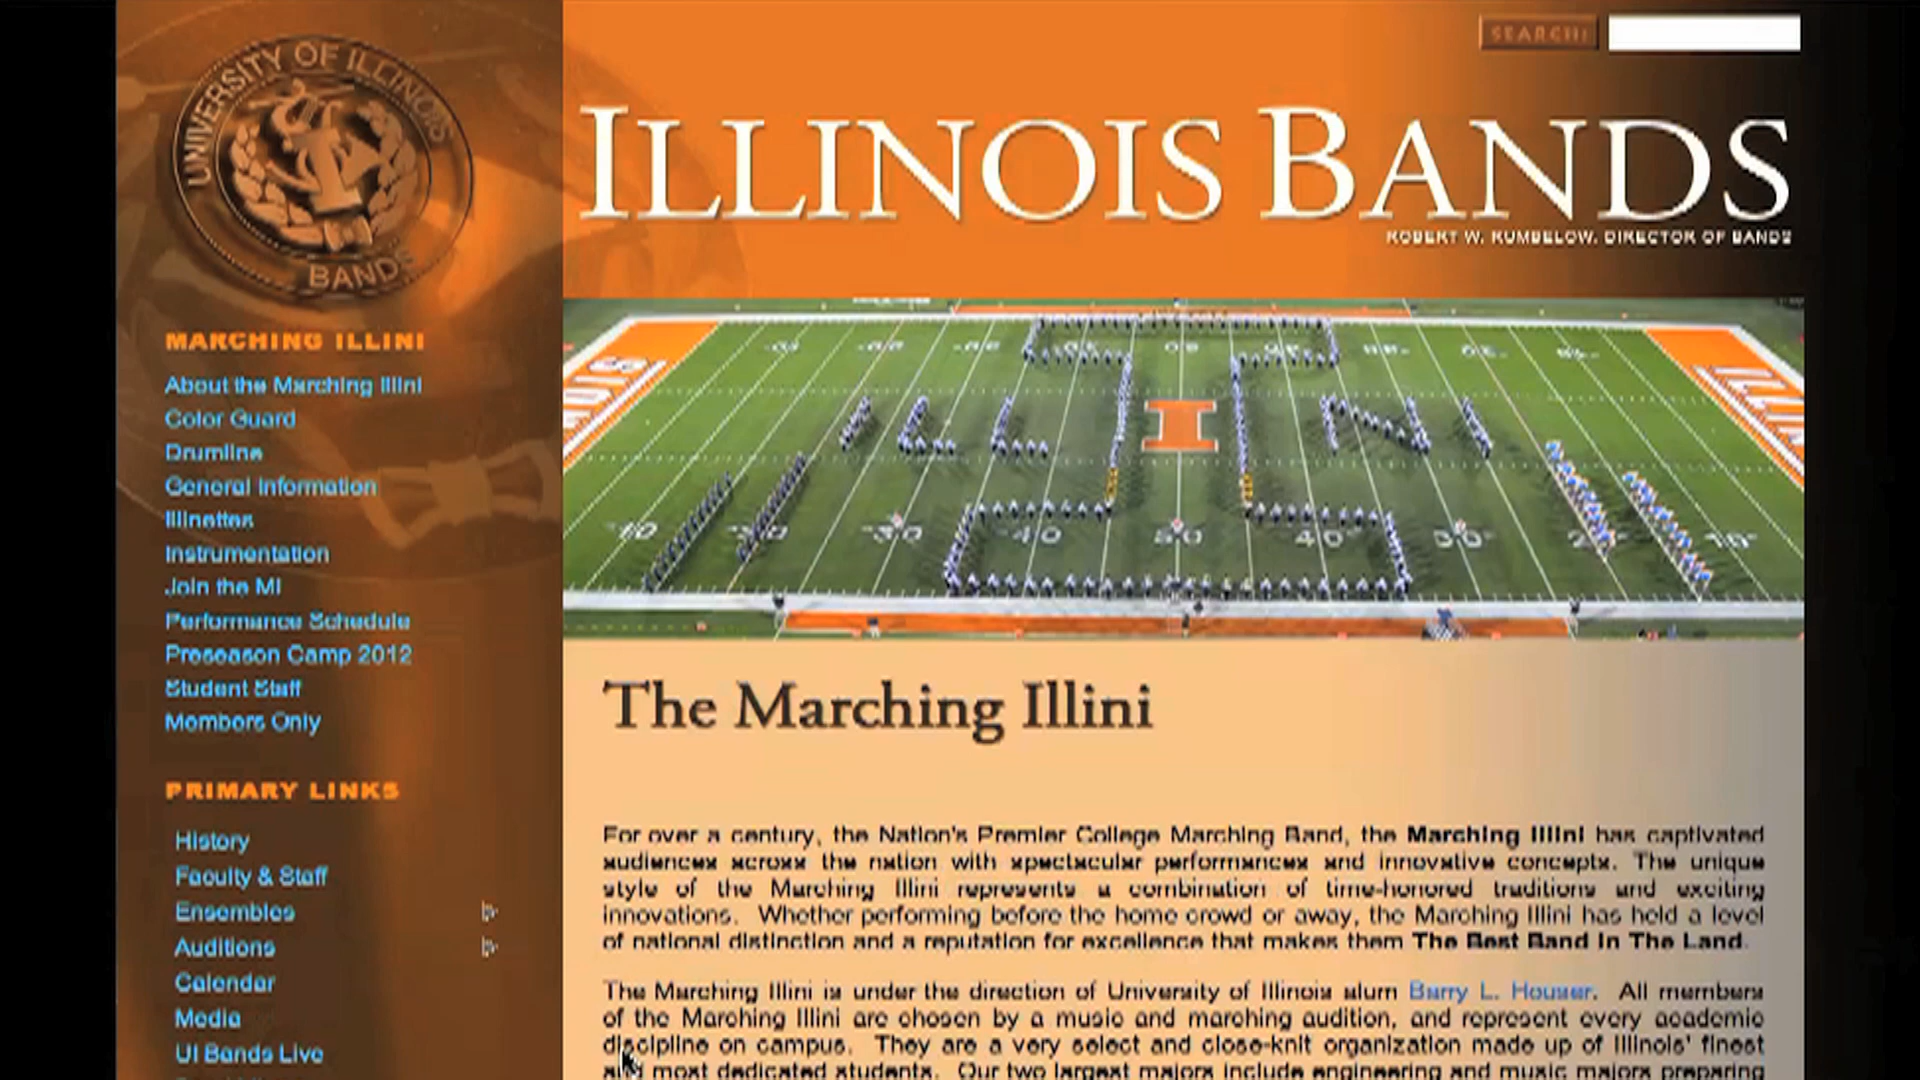 UNIVERSITY OF ILLINOIS
BANDS
SEARCH!
ILLINOIS BANDS
ROBERT W. RUMBELOW, DIRECTOR OF BANDS
MARCHING ILLINI
About the Marching Illini
Color Guard
Drumline
General Information
Illinettes
Instrumentation
Join the MI
Performance Schedule
Preseason Camp 2012
Student Staff
Members Only
PRIMARY LINKS
History
Faculty & Staff
Ensembles
Auditions
Calendar
Media
UI Bands Live
ILLINI
I
The Marching Illini
For over a century, the Nation's Premier College Marching Band, the Marching Illini has captivated
audiences across the nation with spectacular performances and innovative concepts. The unique
style of the Marching Illini represents a combination of time-honored traditions and exciting
innovations. Whether performing before the home crowd or away, the Marching Illini has held a level
of national distinction and a reputation for excellence that makes them The Best Band In The Land.
The Marching Illini is under the direction of University of Illinois alum Barry L. Houser. All members
of the Marching Illini are chosen by a music and marching audition, and represent every academic
discipline on campus. They are a very select and close-knit organization made up of Illinois' finest
and most dedicated students. Our two largest majors include engineering and music majors preparing